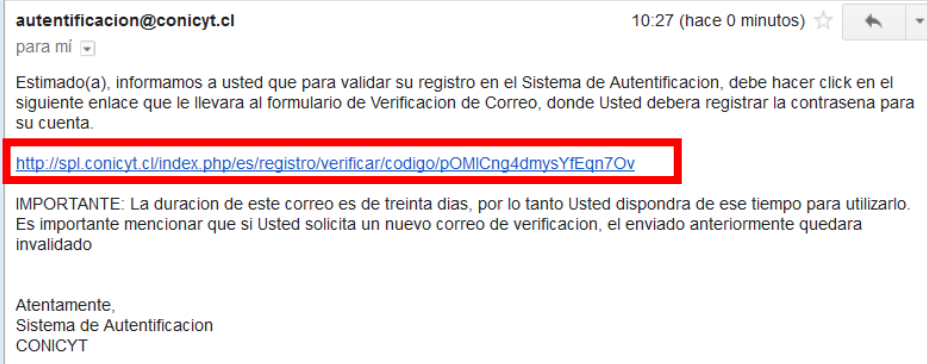 autentificacion@conicyt.cl 10:27 (hace 0 minutos)
para mí
Estimado(a), informamos a usted que para validar su registro en el Sistema de Autentificacion, debe hacer click en el
siguiente enlace que le llevara al formulario de Verificacion de Correo, donde Usted debera registrar la contrasena para
su cuenta.
http://spl.conicyt.cl/index.php/es/registro/verificar/codigo/pOMlCng4dmysYfEqn7Ov
IMPORTANTE: La duracion de este correo es de treinta dias, por lo tanto Usted dispondra de ese tiempo para utilizarlo.
Es importante mencionar que si Usted solicita un nuevo correo de verificacion, el enviado anteriormente quedara
invalidado
Atentamente,
Sistema de Autentificacion
CONICYT